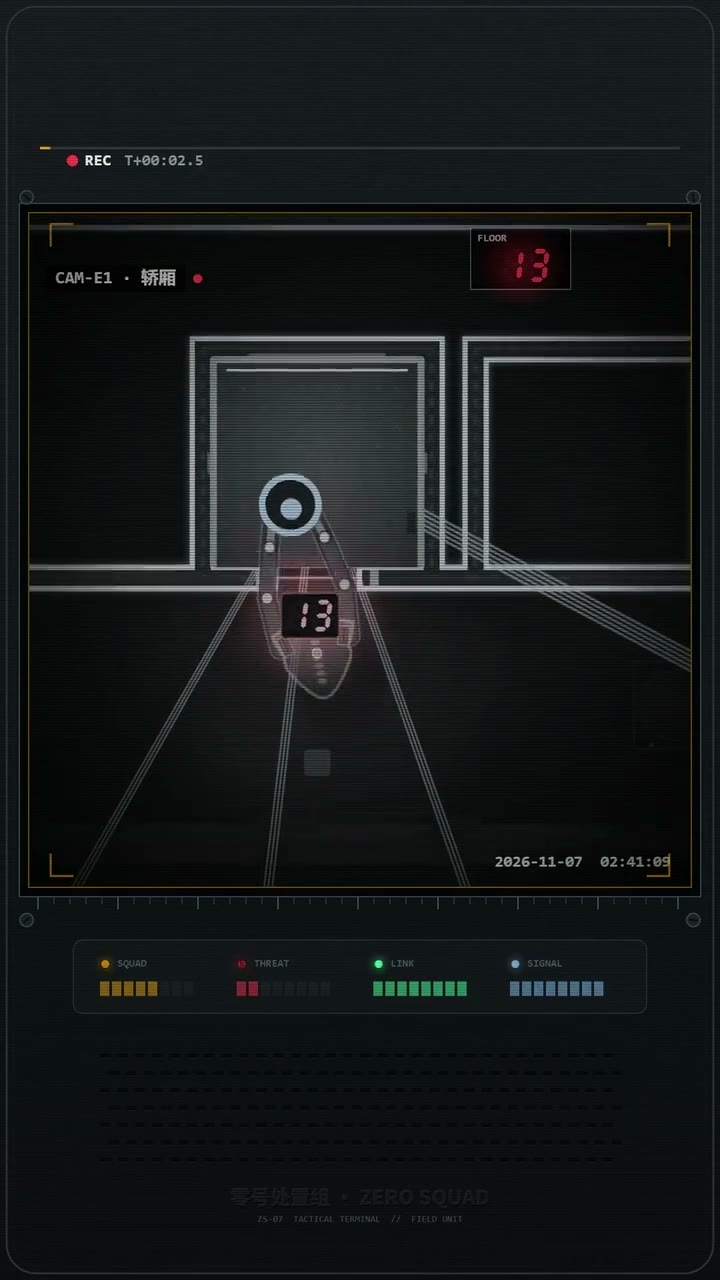 REC T+00:02.5
FLOOR
13
CAM-E1 · 轿厢
13
2026-11-07 02:41:09
SQUAD THREAT LINK SIGNAL
零号处置组 · ZERO SQUAD
ZS-07 TACTICAL TERMINAL // FIELD UNIT